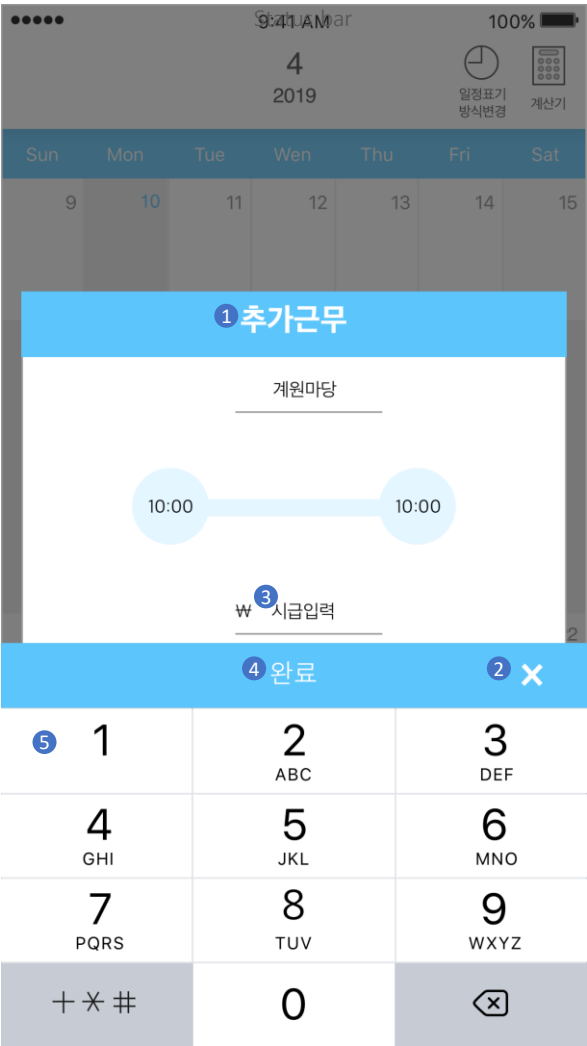 Status bar
9:41 AM
100%
4
2019
일정표기
방식변경
계산기
Sun Mon Tue Wen Thu Fri Sat
9 10 11 12 13 14 15
1 추가근무
계원마당
10:00 10:00
3
₩ 시급입력
2
4 완료 2 ×
5 1 2 3
ABC DEF
4 5 6
GHI JKL MNO
7 8 9
PQRS TUV WXYZ
+ * #
0